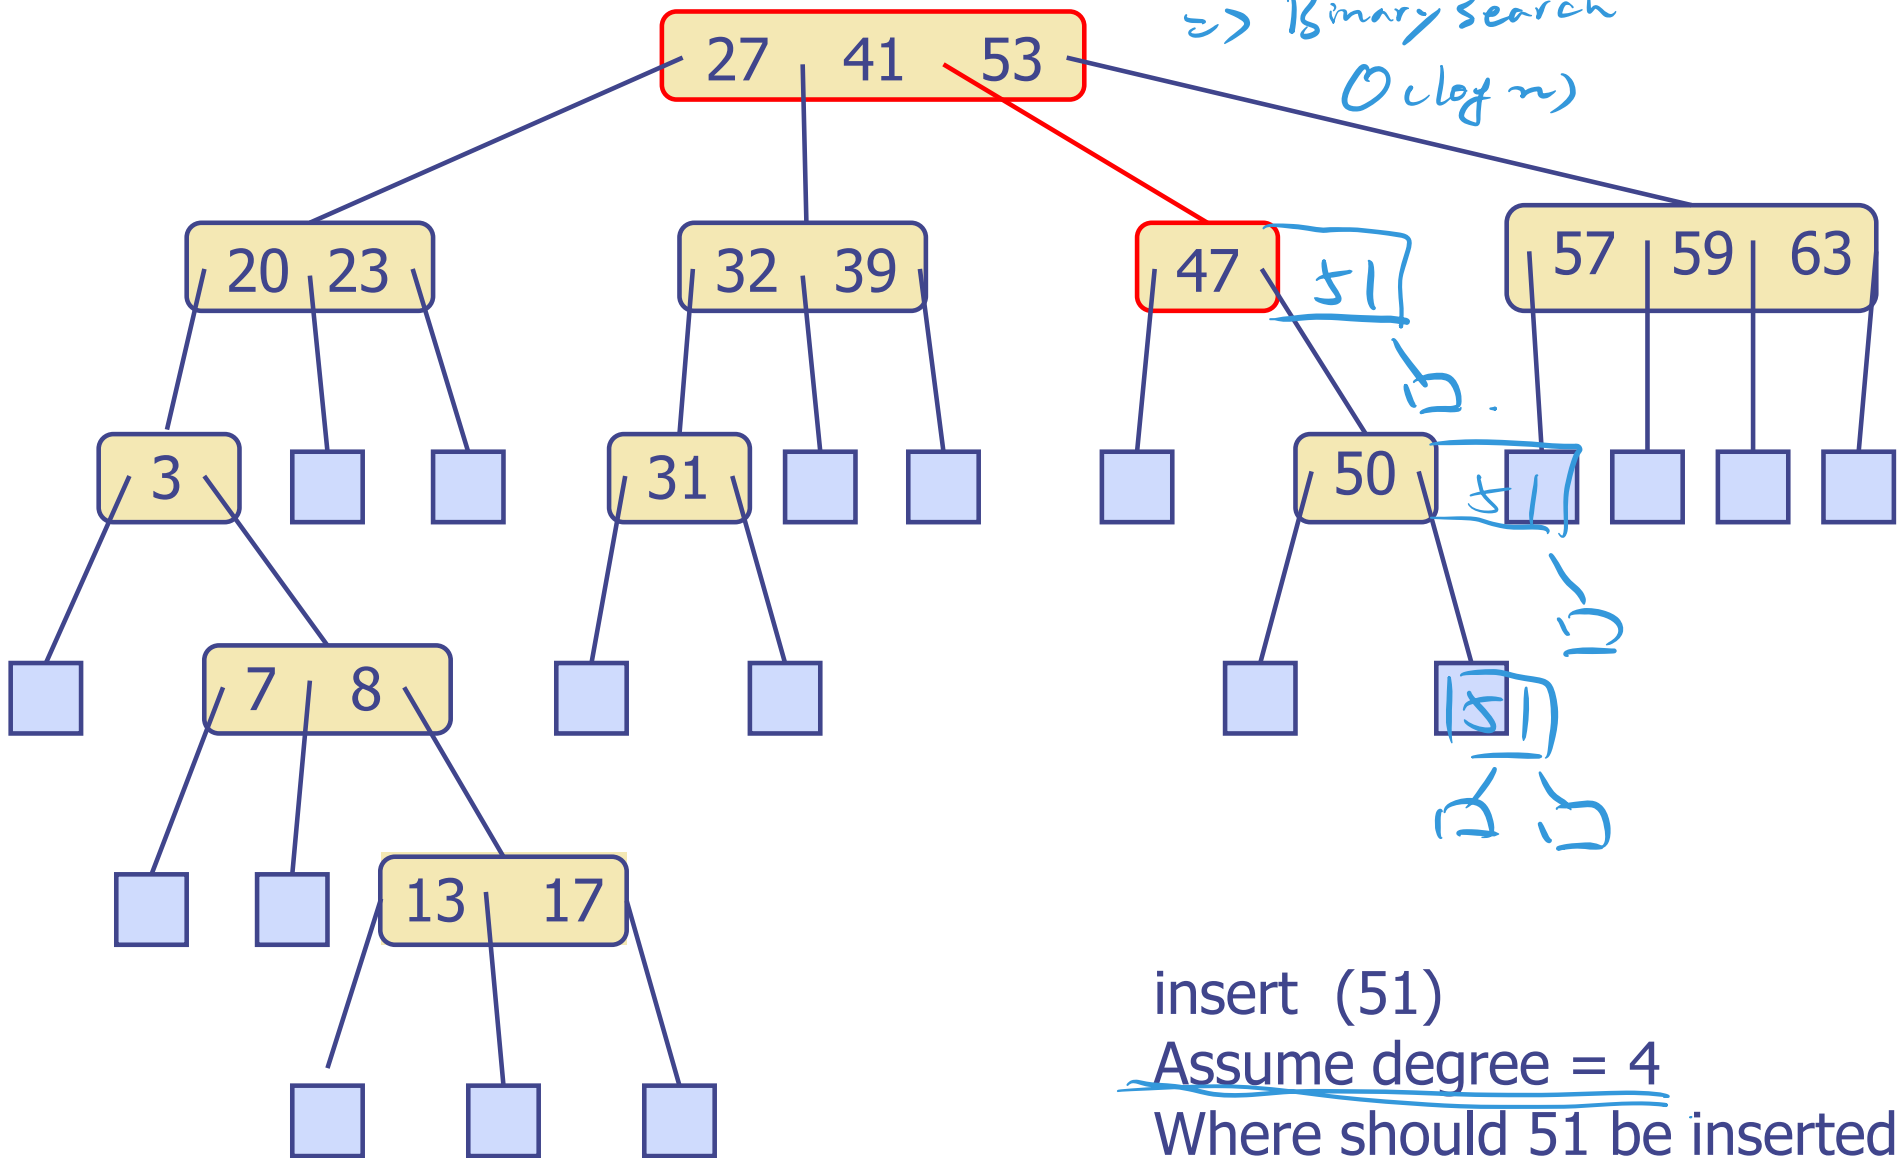 => Binary search
O(log n)
27 41 53
20 23
32 39
47 51
57 59 63
3
31
50 51
7 8
51
13 17
insert (51)
Assume degree = 4
Where should 51 be inserted